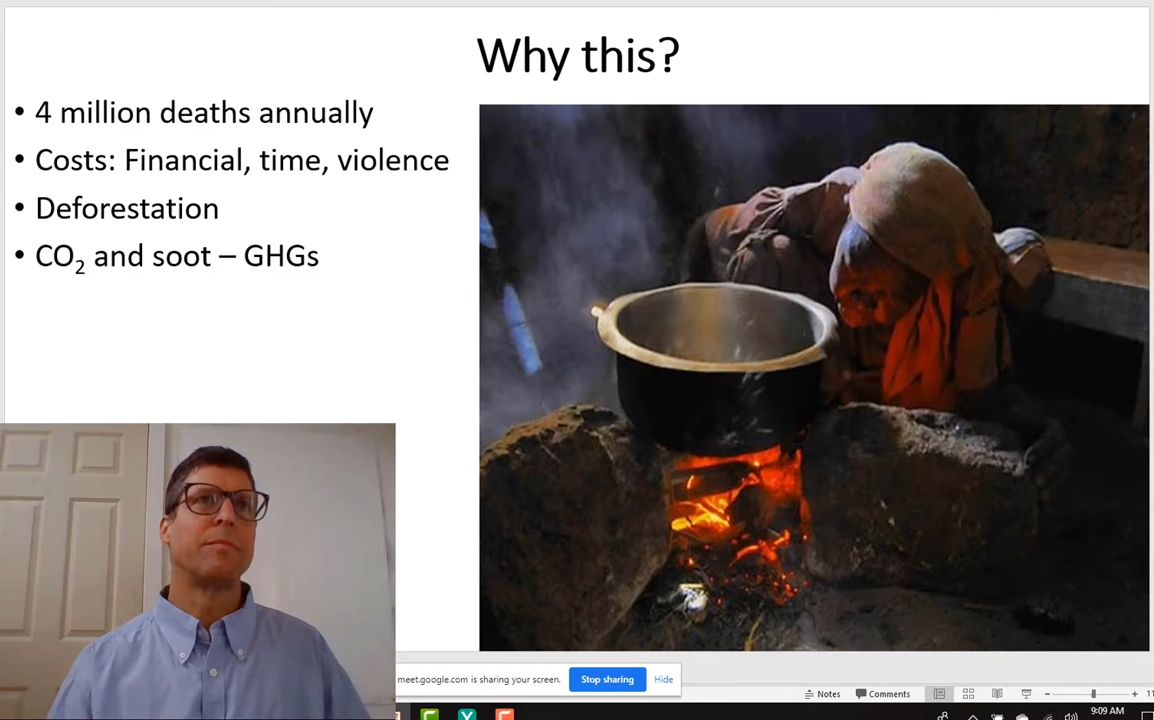 Why this?
• 4 million deaths annually
• Costs: Financial, time, violence
• Deforestation
• CO₂ and soot – GHGs
meet.google.com is sharing your screen.
Stop sharing
Hide
Notes
Comments
9:09 AM